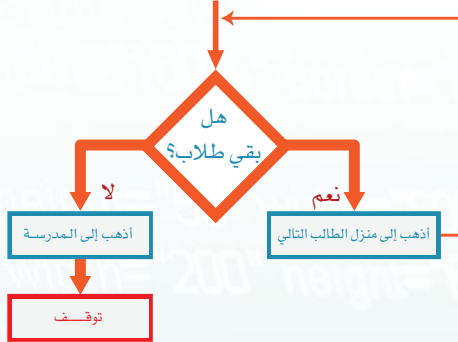 هل
بقي طلاب؟
نعم
لا
أذهب إلى منزل الطالب التالي
أذهب إلى المدرسة
توقف